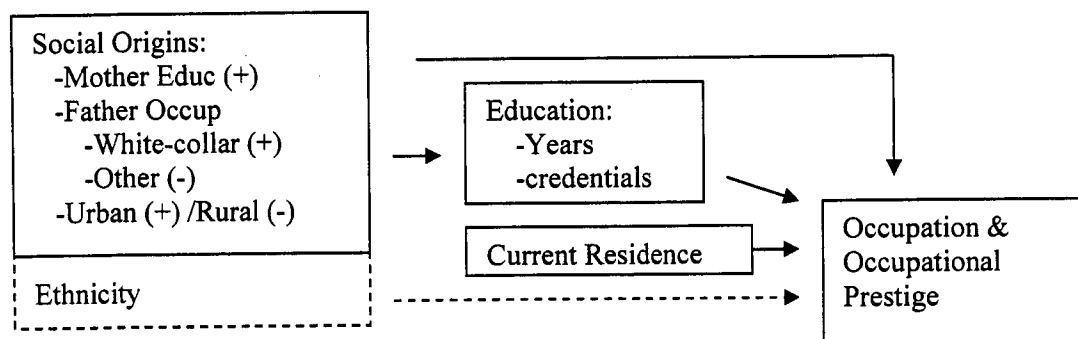 Social Origins:
-Mother Educ (+)
-Father Occup
-White-collar (+)
-Other (-)
-Urban (+) /Rural (-)
Ethnicity
Education:
-Years
-credentials
Current Residence
Occupation &
Occupational
Prestige